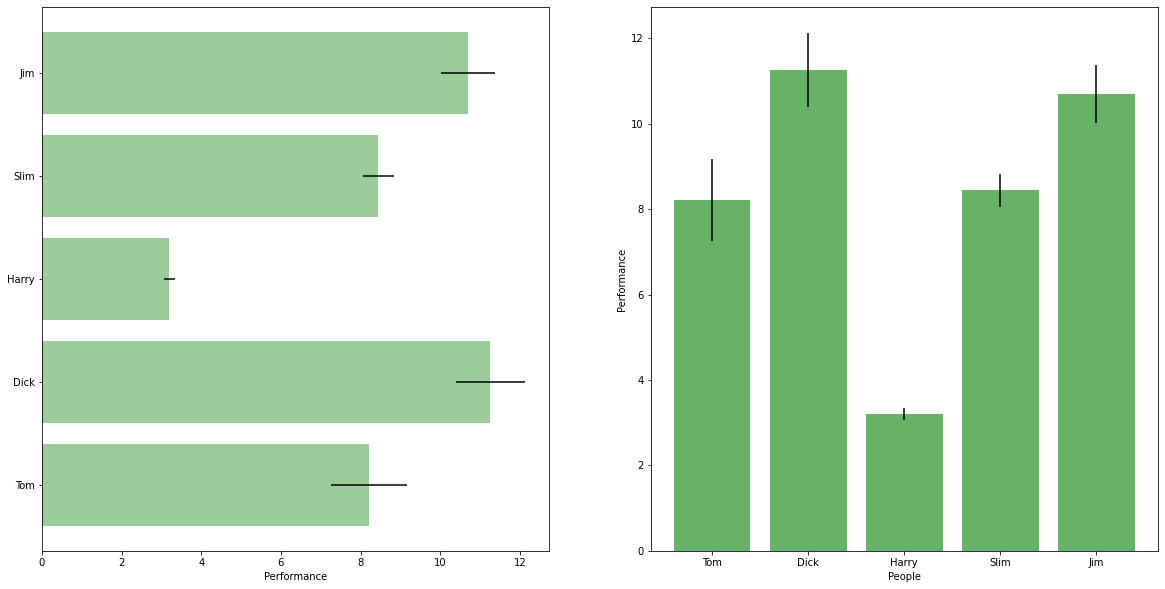 Jim
Slim
Harry
Dick
Tom
0 2 4 6 8 10 12
Performance
12
10
8
6
4
2
0
Performance
Tom Dick Harry Slim Jim
People